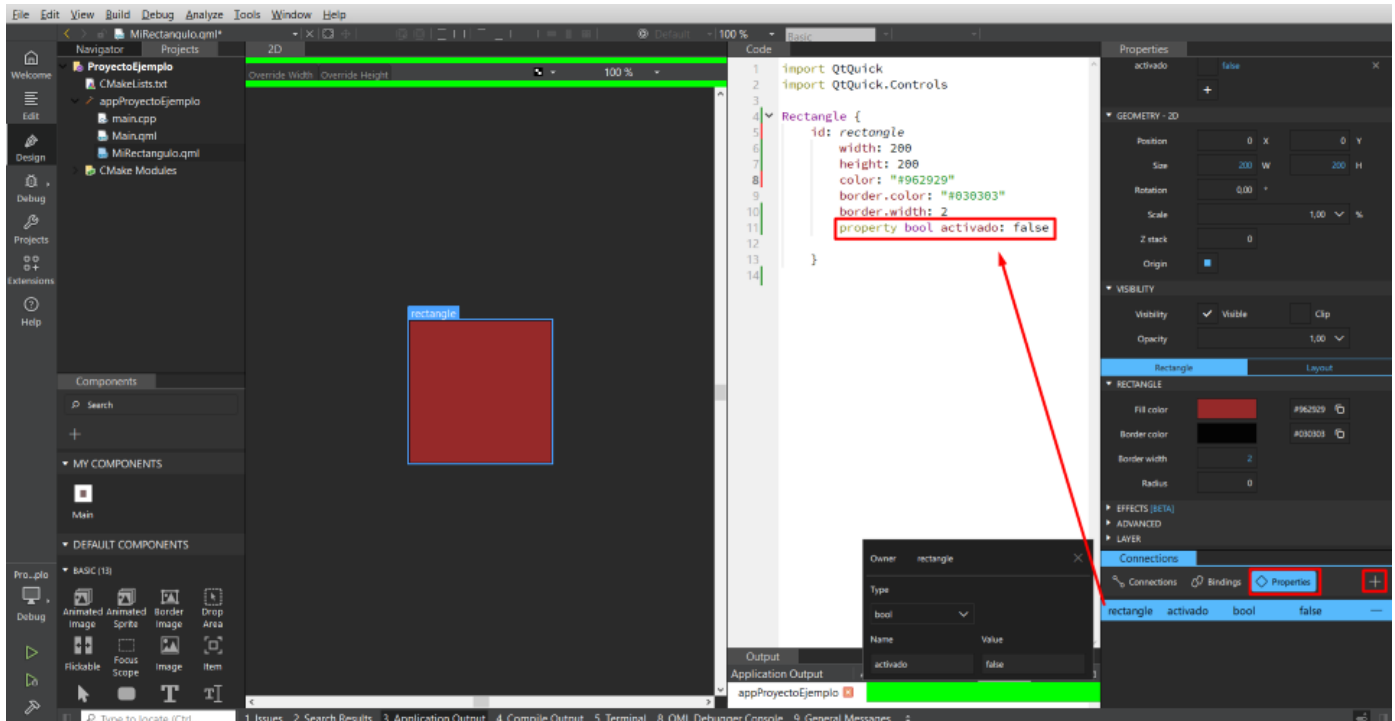 File Edit View Build Debug Analyze Tools Window Help
MiRectangulo.qml*
Default
100 %
Basic
Welcome
Edit
Design
Debug
Projects
Extensions
Help
Pro...plo
Debug
Navigator Projects
ProyectoEjemplo
CMakeLists.txt
appProyectoEjemplo
main.cpp
Main.qml
MiRectangulo.qml
CMake Modules
Components
Search
MY COMPONENTS
Main
DEFAULT COMPONENTS
BASIC (13)
Animated Image
Animated Sprite
Border Image
Drop Area
Flickable
Focus Scope
Image
Item
2D
Override Width Override Height
100 %
rectangle
Code
1 import QtQuick
2 import QtQuick.Controls
3
4 Rectangle {
5 id: rectangle
6 width: 200
7 height: 200
8 color: "#962929"
9 border.color: "#030303"
10 border.width: 2
11 property bool activado: false
12
13 }
14
Owner rectangle
Type
bool
Name Value
activado false
Output
Application Output
appProyectoEjemplo
Properties
activado false
GEOMETRY - 2D
Position 0 X 0 Y
Size 200 W 200 H
Rotation 0,00 °
Scale 1,00 %
Z stack 0
Origin
VISIBILITY
Visibility Visible Clip
Opacity 1,00
Rectangle Layout
RECTANGLE
Fill color #962929
Border color #030303
Border width 2
Radius 0
EFFECTS [BETA]
ADVANCED
LAYER
Connections
Connections Bindings Properties
rectangle activado bool false
Type to locate (Ctrl
1 Issues 2 Search Results 3 Application Output 4 Compile Output 5 Terminal 8 QML Debugger Console 9 General Messages